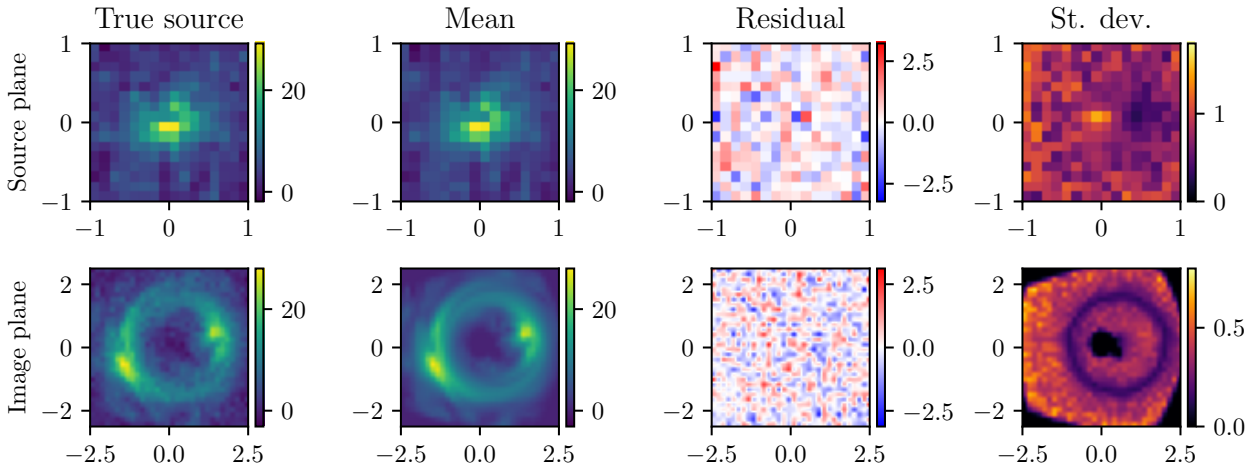 True source Mean Residual St. dev.
Source plane
1 1 1 1
0 0 0 0
−1 −1 −1 −1
20 20 3.5 1
0 0 0.0 0
−3.5
−1 0 1 −1 0 1 −1 0 1 −1 0 1
Image plane
2 2 2 2
0 0 0 0
−2 −2 −2 −2
20 20 2.5 0.5
0 0 0.0 0.0
−2.5
−2.5 0.0 2.5 −2.5 0.0 2.5 −2.5 0.0 2.5 −2.5 0.0 2.5